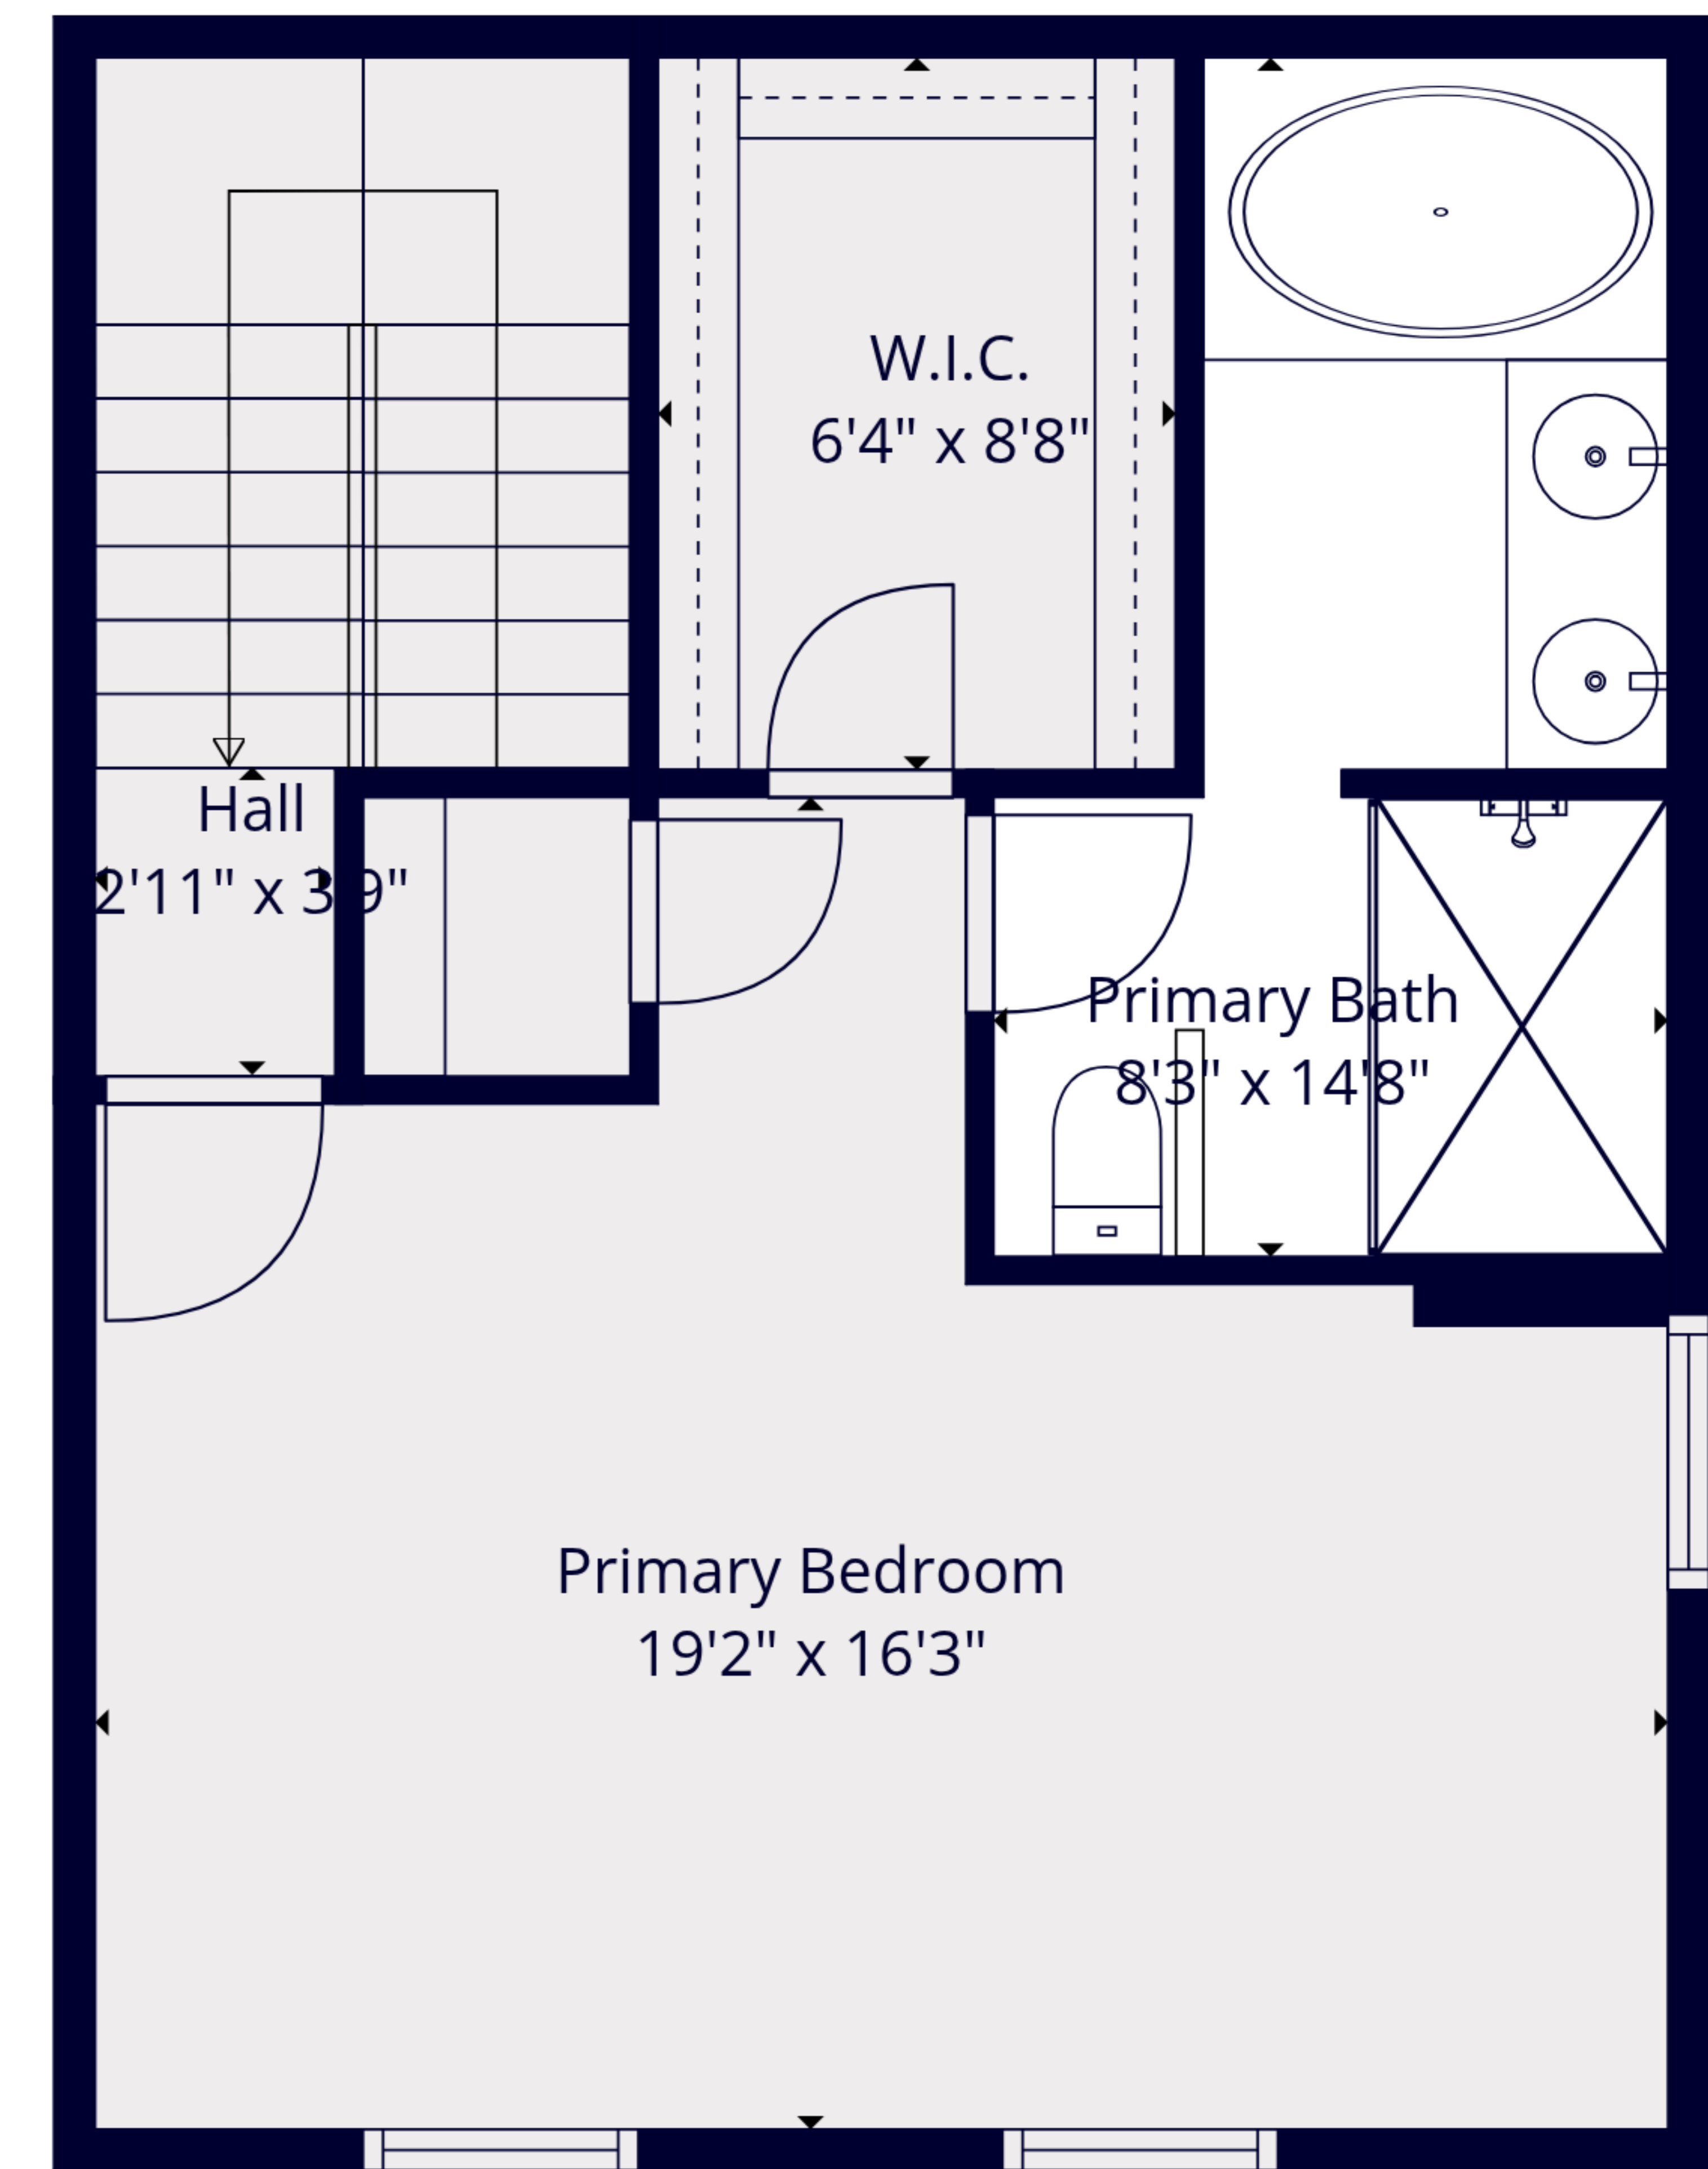 W.I.C.
6'4" x 8'8"
Hall
2'11" x 3'9"
Primary Bath
8'3" x 14'8"
Primary Bedroom
19'2" x 16'3"